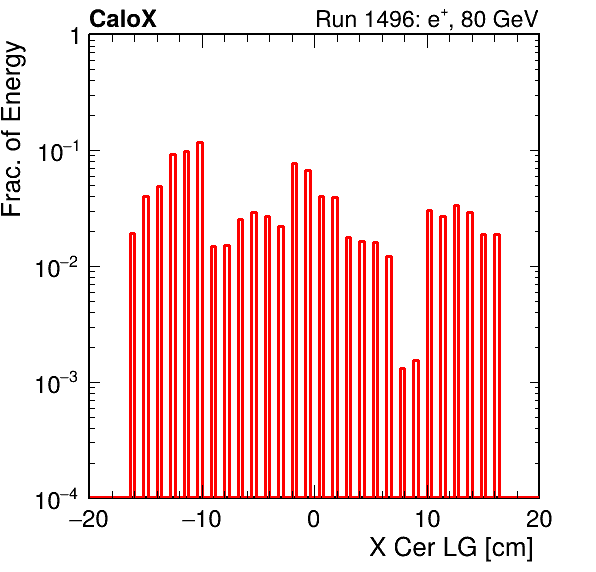 CaloX Run 1496: e⁺, 80 GeV
Frac. of Energy
1
10⁻¹
10⁻²
10⁻³
10⁻⁴
−20 −10 0 10 20
X Cer LG [cm]